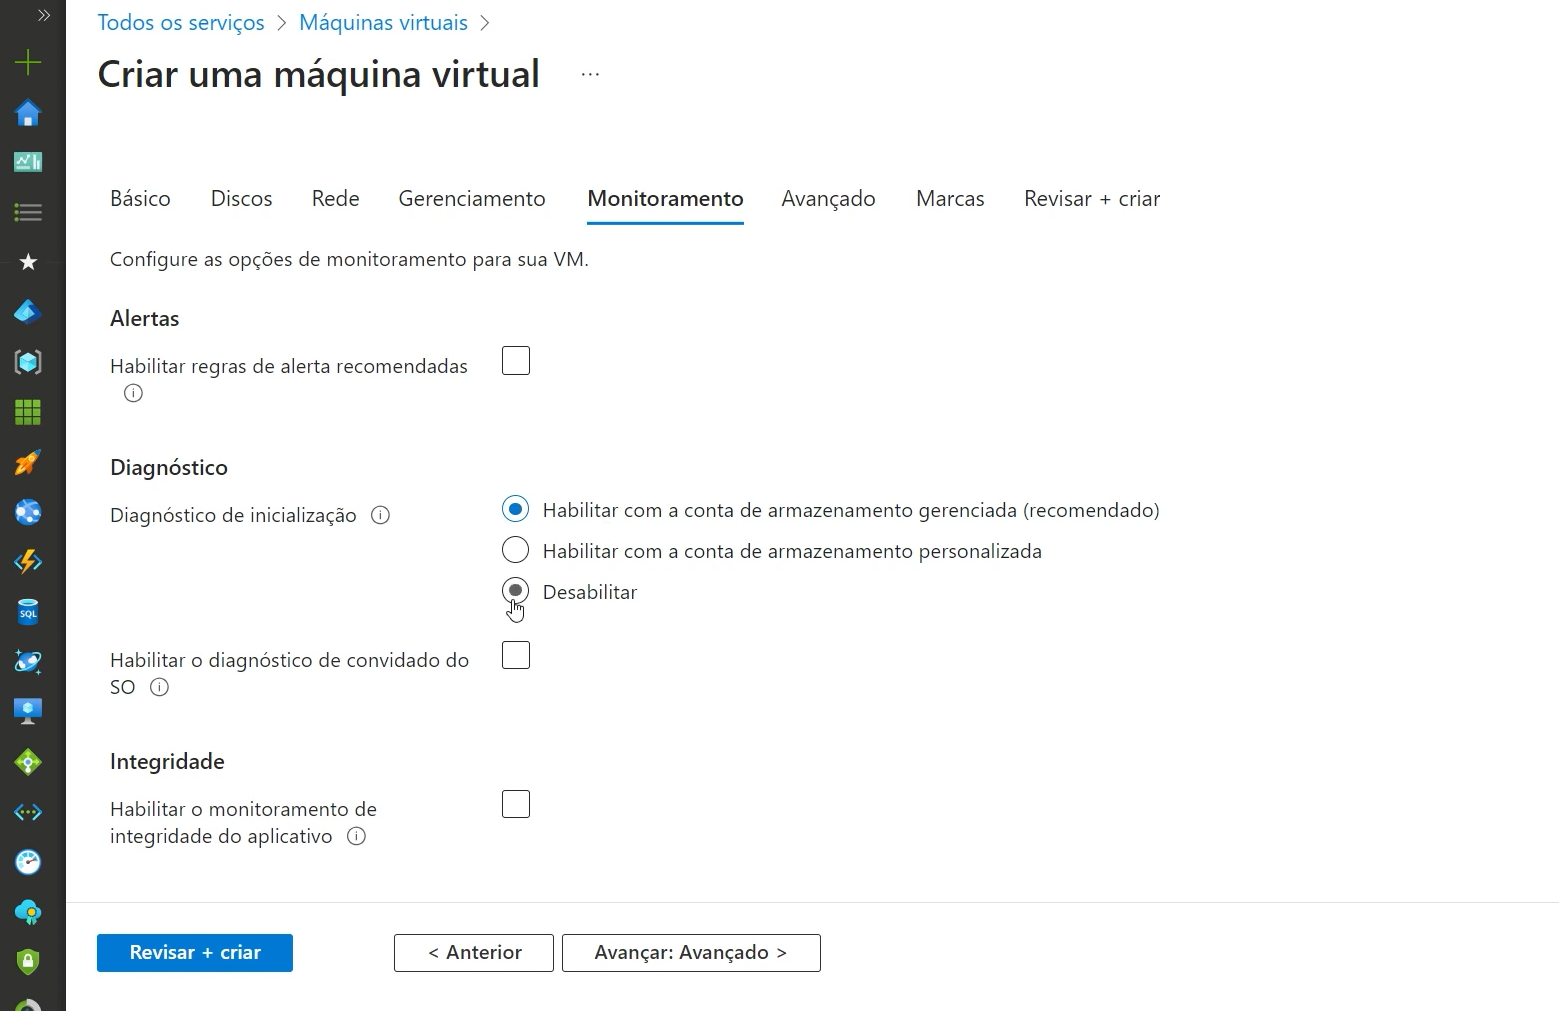 Todos os serviços > Máquinas virtuais >
Criar uma máquina virtual ...
Básico Discos Rede Gerenciamento Monitoramento Avançado Marcas Revisar + criar
Configure as opções de monitoramento para sua VM.
Alertas
Habilitar regras de alerta recomendadas
Diagnóstico
Diagnóstico de inicialização
Habilitar com a conta de armazenamento gerenciada (recomendado)
Habilitar com a conta de armazenamento personalizada
Desabilitar
Habilitar o diagnóstico de convidado do
SO
Integridade
Habilitar o monitoramento de
integridade do aplicativo
SQL
Revisar + criar
< Anterior
Avançar: Avançado >